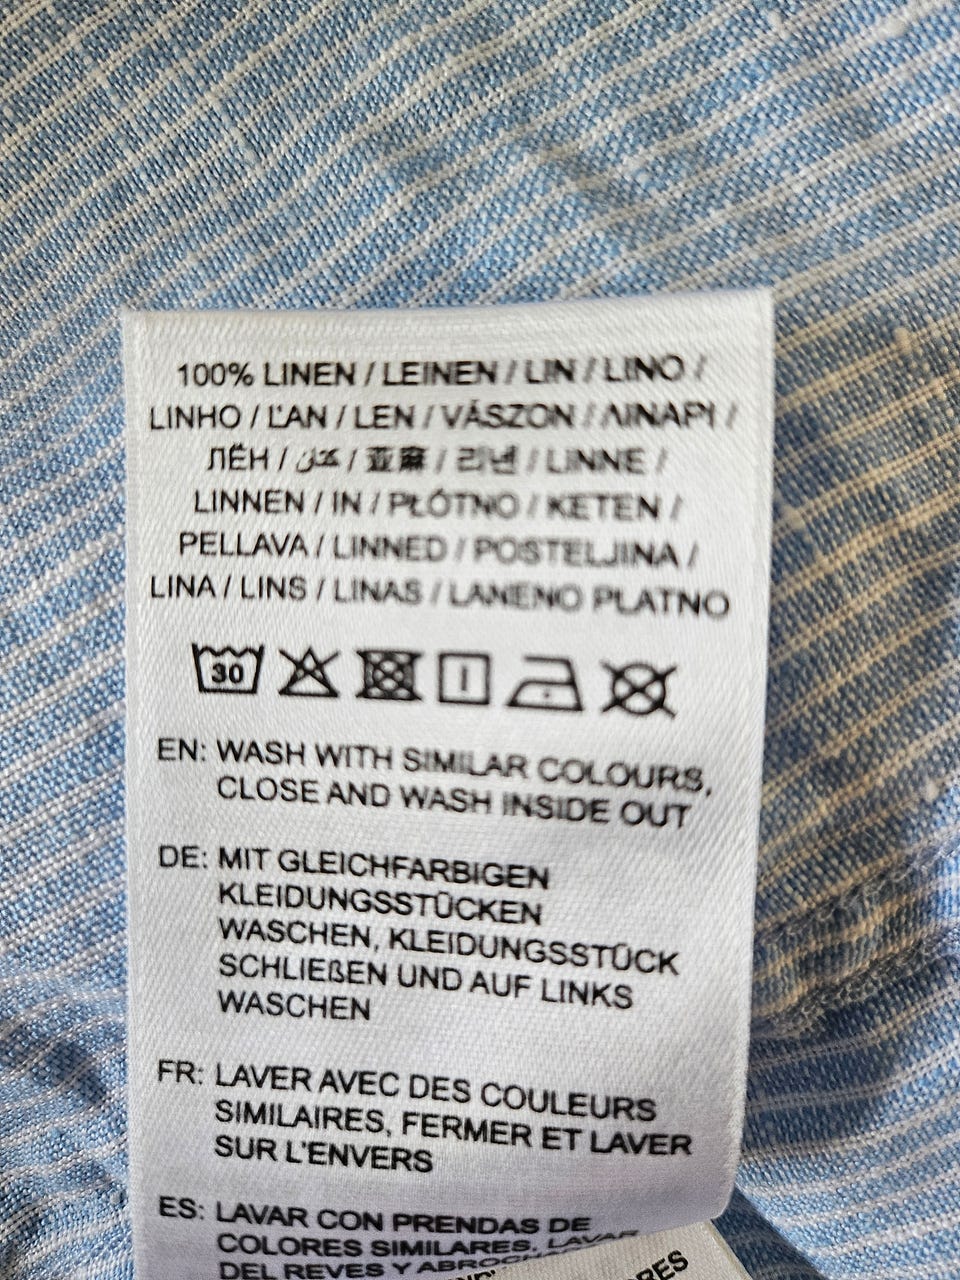 100% LINEN / LEINEN / LIN / LINO /
LINHO / ĽAN / LEN / VÁSZON / ΛΙΝΑΡΙ /
ЛЁН / كتان / 亚麻 / 리넨 / LINNE /
LINNEN / IN / PŁÓTNO / KETEN /
PELLAVA / LINNED / POSTELJINA /
LINA / LINS / LINAS / LANENO PLATNO
30
EN: WASH WITH SIMILAR COLOURS,
CLOSE AND WASH INSIDE OUT
DE: MIT GLEICHFARBIGEN
KLEIDUNGSSTÜCKEN
WASCHEN, KLEIDUNGSSTÜCK
SCHLIEßEN UND AUF LINKS
WASCHEN
FR: LAVER AVEC DES COULEURS
SIMILAIRES, FERMER ET LAVER
SUR L'ENVERS
ES: LAVAR CON PRENDAS DE
COLORES SIMILARES, LAVAR
DEL REVES Y